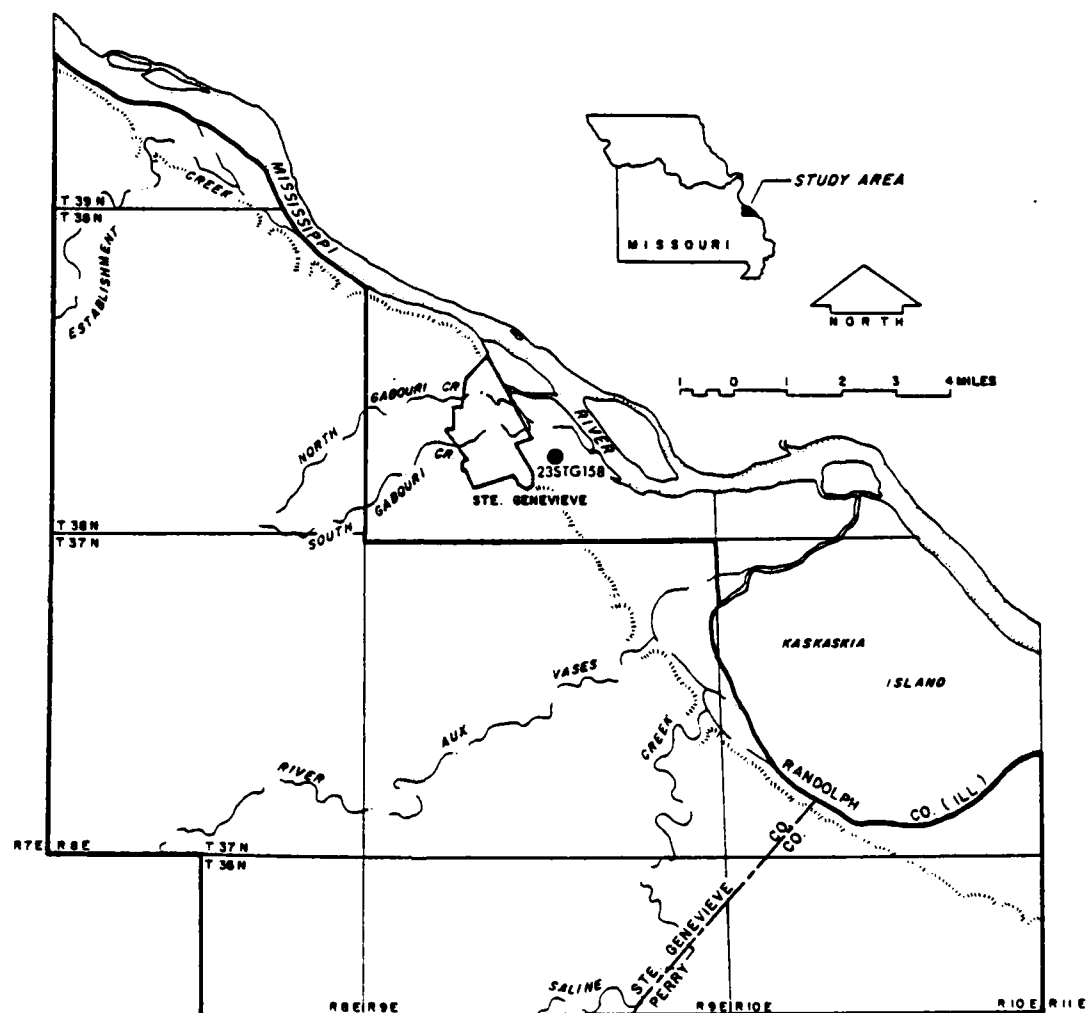 MISSISSIPPI
CREEK
T 39 N
T 38 N
ESTABLISHMENT
STUDY AREA
MISSOURI
NORTH
1 0 1 2 3 4 MILES
NORTH GABOURI CR
SOUTH GABOURI CR
RIVER
23STG158
STE. GENEVIEVE
T 38 N
T 37 N
KASKASKIA
ISLAND
RIVER AUX VASES
CREEK
RANDOLPH CO. (ILL)
R7E R8E
T 37 N
T 36 N
STE. GENEVIEVE CO.
PERRY CO.
SALINE
R8E R9E
R9E R10E
R10E R11E